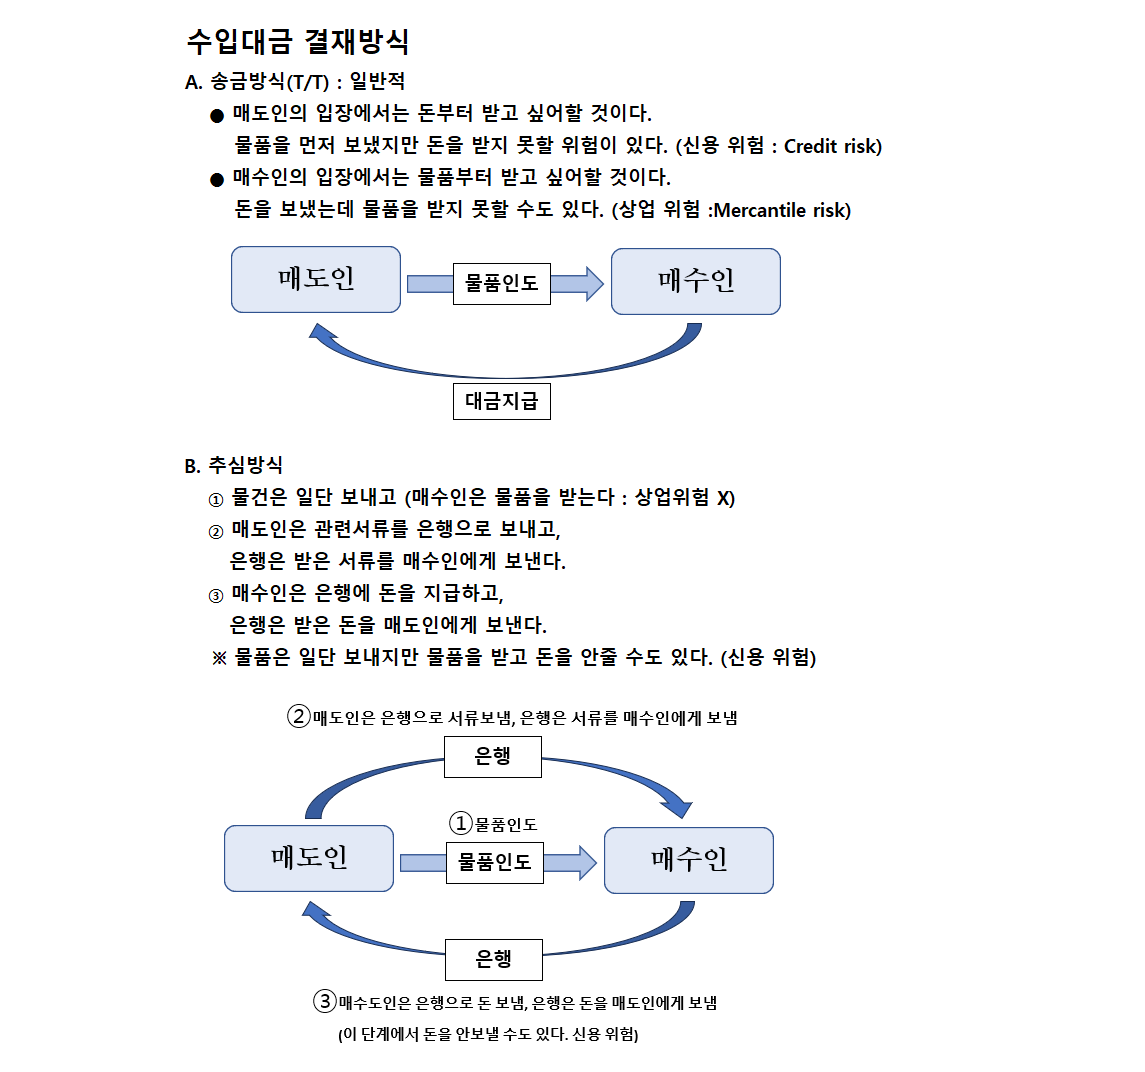 수입대금 결재방식
A. 송금방식(T/T) : 일반적
● 매도인의 입장에서는 돈부터 받고 싶어할 것이다.
물품을 먼저 보냈지만 돈을 받지 못할 위험이 있다. (신용 위험 : Credit risk)
● 매수인의 입장에서는 물품부터 받고 싶어할 것이다.
돈을 보냈는데 물품을 받지 못할 수도 있다. (상업 위험 :Mercantile risk)
매도인 물품인도 매수인
대금지급
B. 추심방식
① 물건은 일단 보내고 (매수인은 물품을 받는다 : 상업위험 X)
② 매도인은 관련서류를 은행으로 보내고,
은행은 받은 서류를 매수인에게 보낸다.
③ 매수인은 은행에 돈을 지급하고,
은행은 받은 돈을 매도인에게 보낸다.
※ 물품은 일단 보내지만 물품을 받고 돈을 안줄 수도 있다. (신용 위험)
②매도인은 은행으로 서류보냄, 은행은 서류를 매수인에게 보냄
은행
①물품인도
매도인 물품인도 매수인
은행
③매수도인은 은행으로 돈 보냄, 은행은 돈을 매도인에게 보냄
(이 단계에서 돈을 안보낼 수도 있다. 신용 위험)